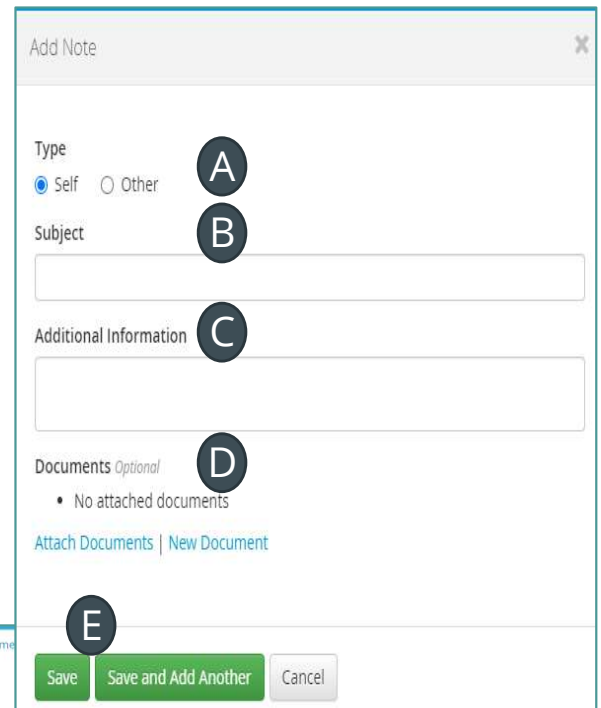 Add Note ×
Type A
Self Other
Subject B
Additional Information C
Documents Optional D
• No attached documents
Attach Documents | New Document
E
me
Save Save and Add Another Cancel